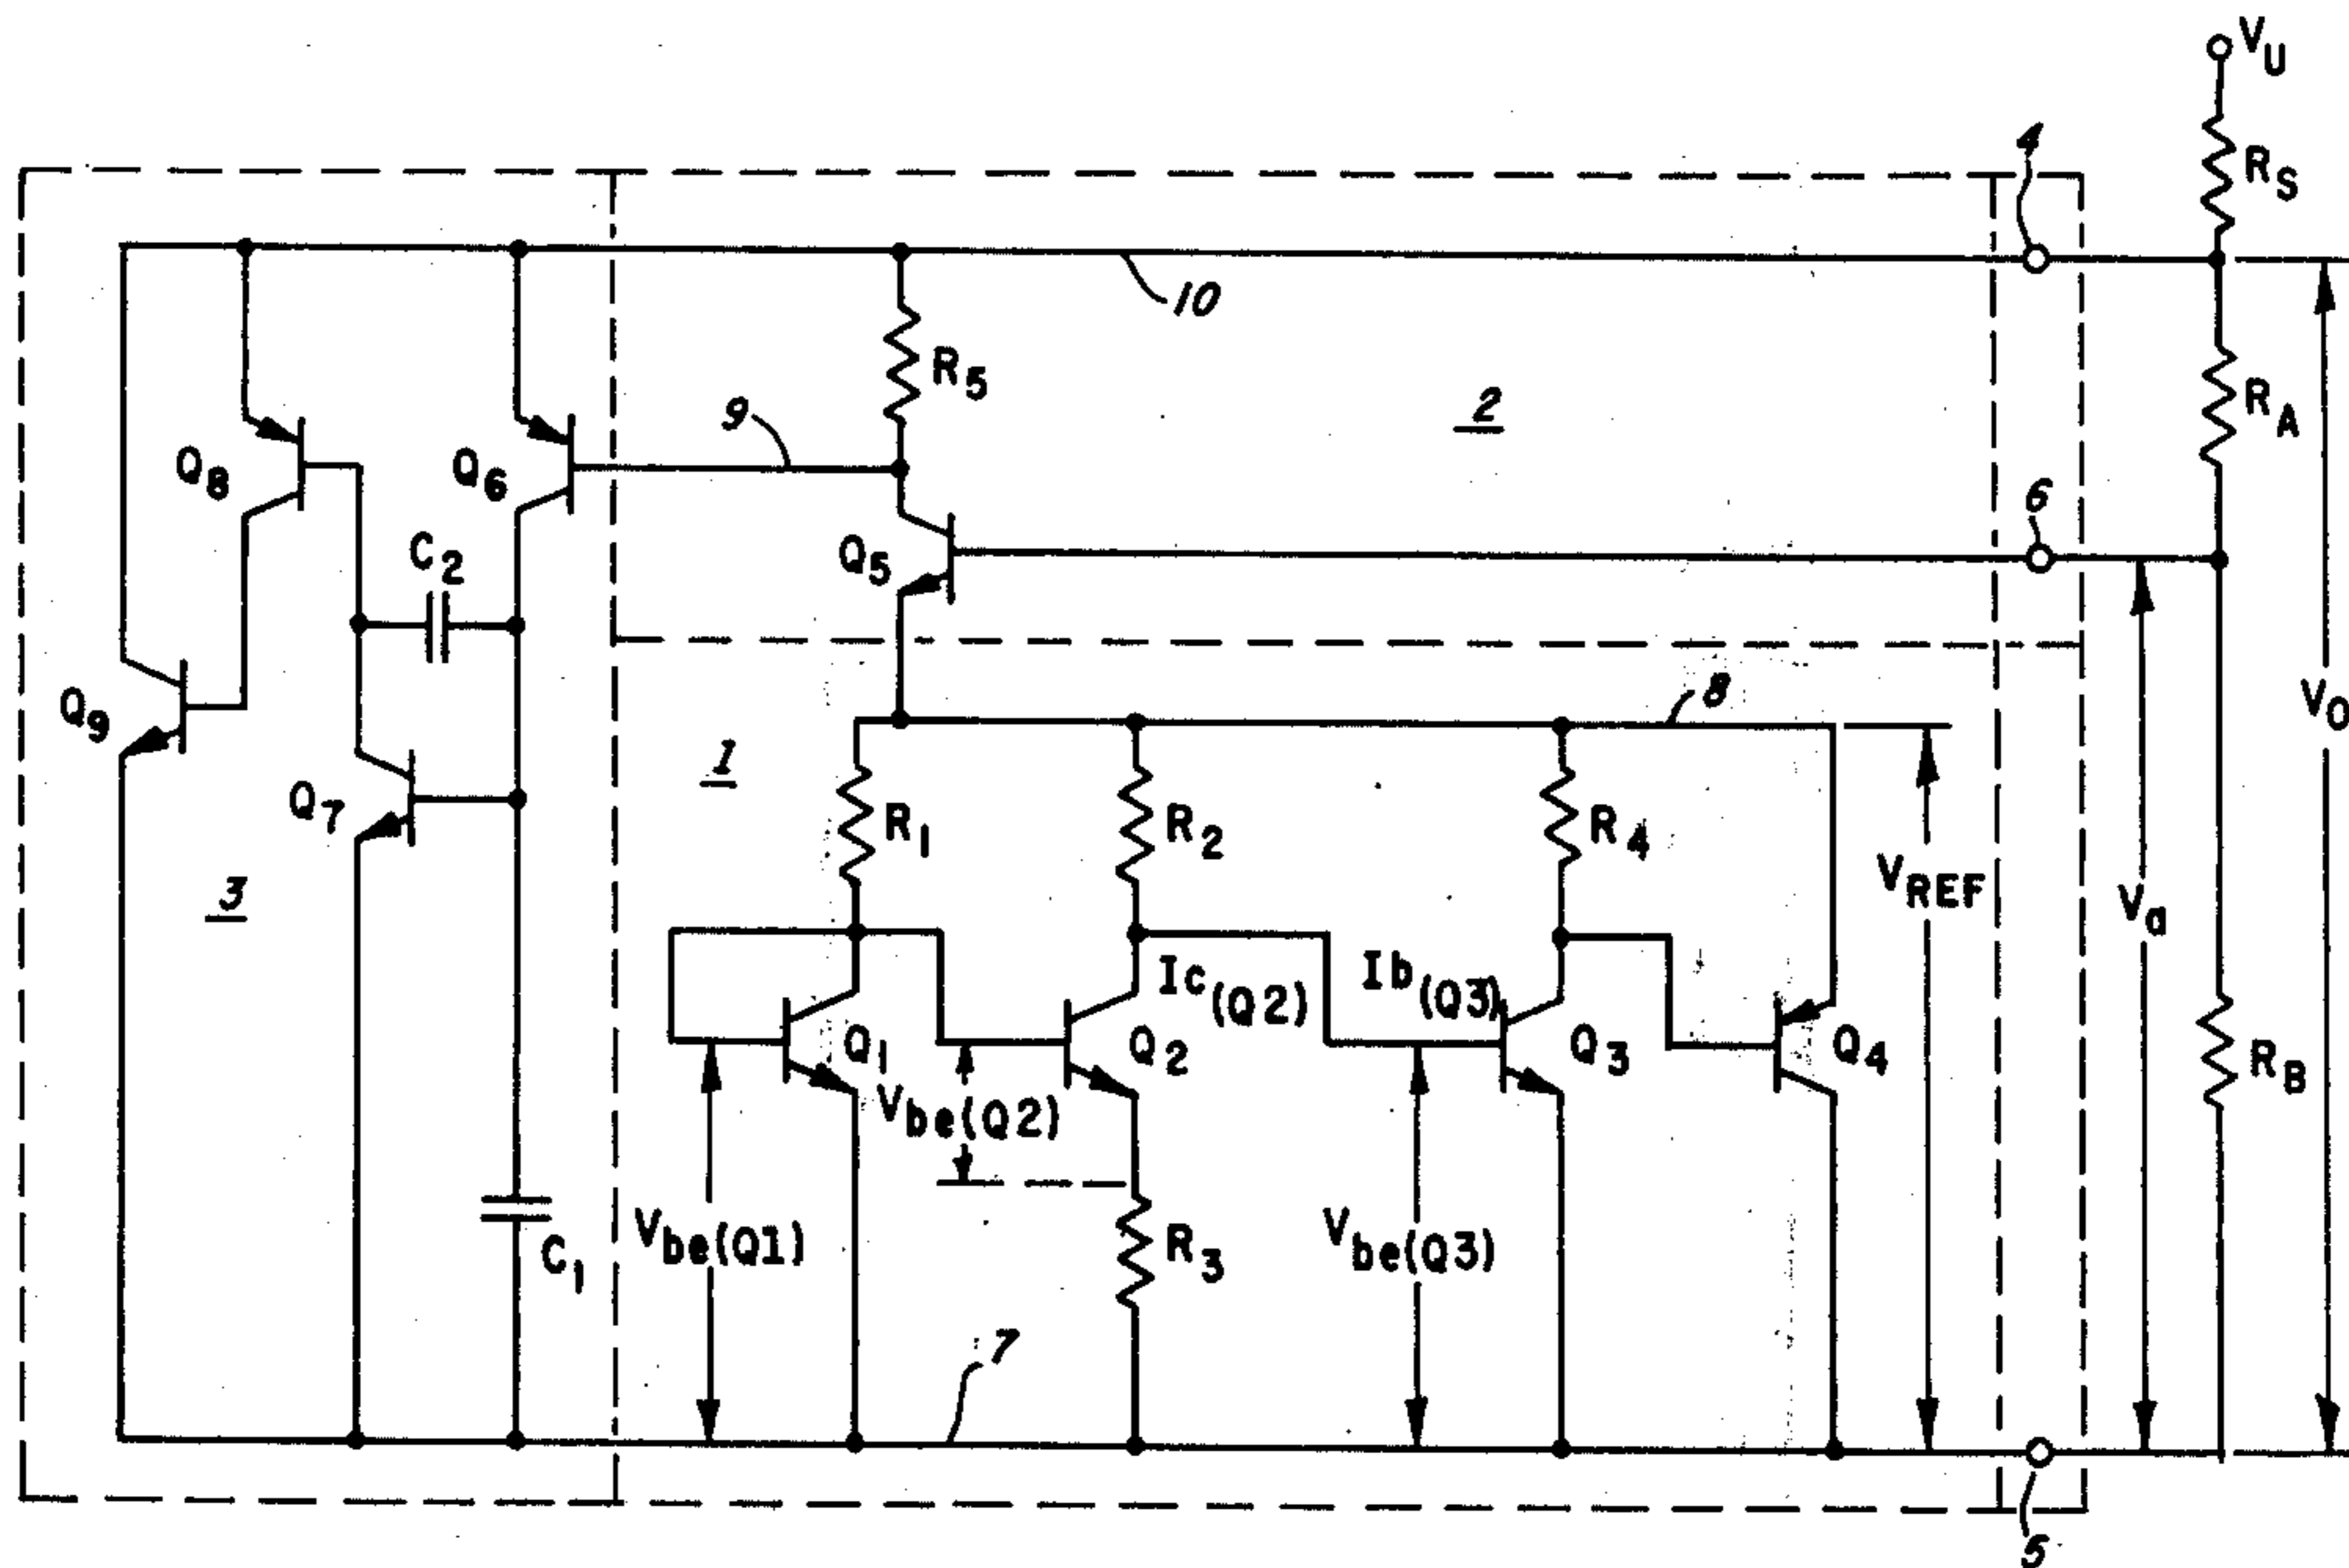 V_U
4
R_S
10
R_5
9
2
R_A
6
Q_8
Q_6
C_2
Q_5
Q_9
8
V_O
1
Q_7
R_1
R_2
R_4
V_REF
V_a
3
Ic_(Q2)
Ib_(Q3)
Q_1
Q_2
Q_3
Q_4
R_B
V_be(Q2)
V_be(Q1)
R_3
V_be(Q3)
C_1
7
5